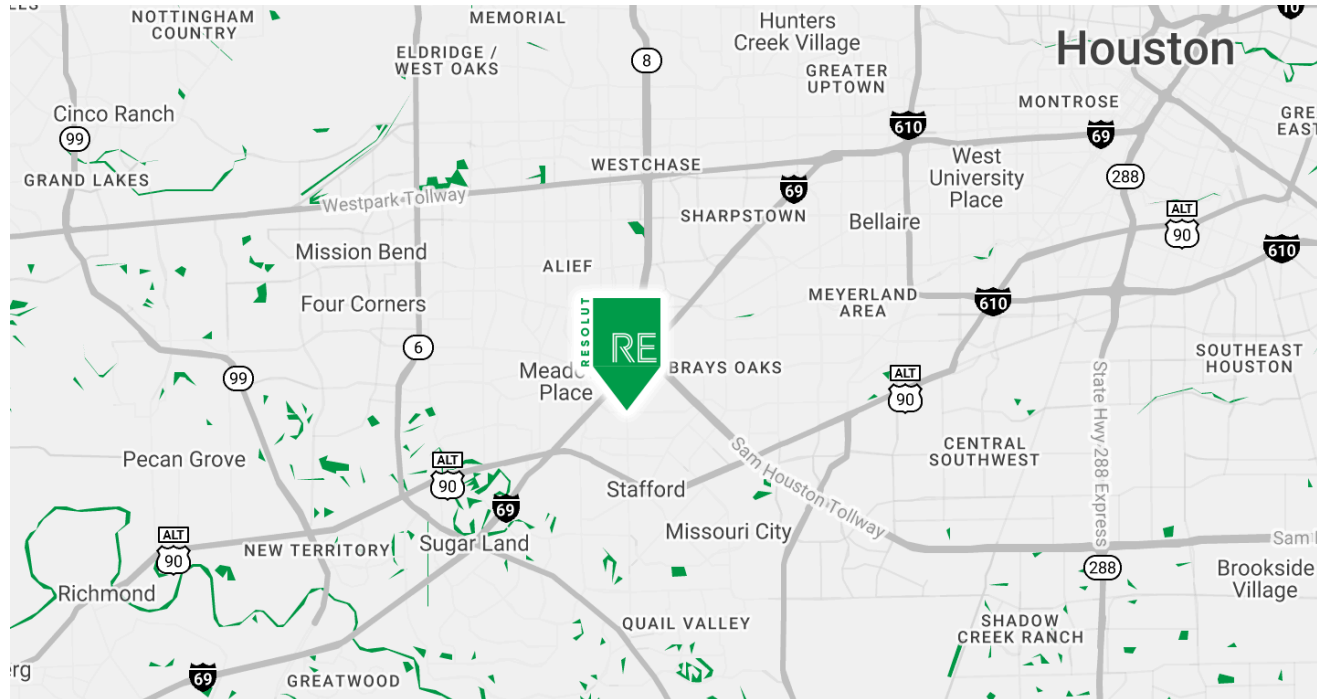 NOTTINGHAM
COUNTRY
MEMORIAL
Hunters
Creek Village
10
ELDRIDGE /
WEST OAKS
8
Houston
GREATER
UPTOWN
Cinco Ranch
MONTROSE
99
610
69
GRE
EAST
GRAND LAKES
WESTCHASE
West
University
Place
288
Westpark Tollway
69
SHARPSTOWN
Bellaire
ALT
90
Mission Bend
610
ALIEF
Four Corners
MEYERLAND
AREA
610
RESOLUT
RE
6
99
Meado
Place
BRAYS OAKS
SOUTHEAST
HOUSTON
ALT
90
State Hwy 288 Express
Pecan Grove
ALT
90
CENTRAL
SOUTHWEST
Sam Houston Tollway
Stafford
69
Missouri City
ALT
90
NEW TERRITORY
Sugar Land
Sam
288
Brookside
Village
Richmond
QUAIL VALLEY
SHADOW
CREEK RANCH
erg
69
GREATWOOD